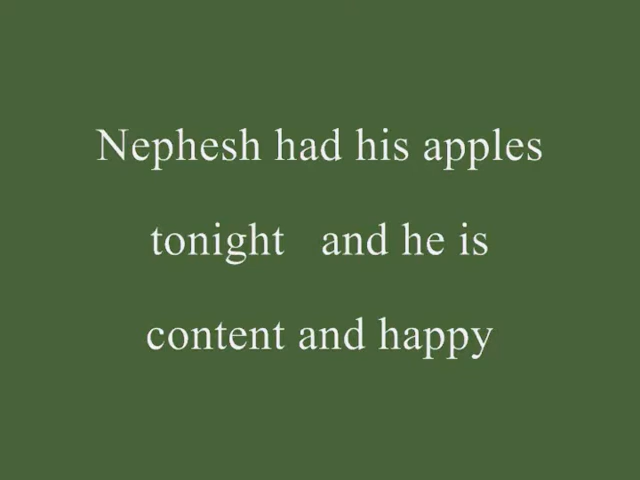 Nephesh had his apples
tonight   and he is
content and happy